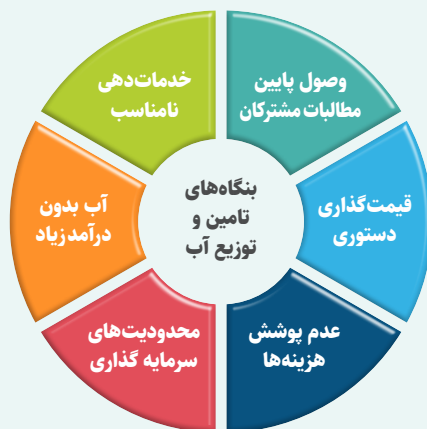 بنگاه‌های
تامین و
توزیع آب
وصول پایین
مطالبات مشترکان
قیمت‌گذاری
دستوری
عدم پوشش
هزینه‌ها
محدودیت‌های
سرمایه گذاری
آب بدون
درآمدزیاد
خدمات‌دهی
نامناسب